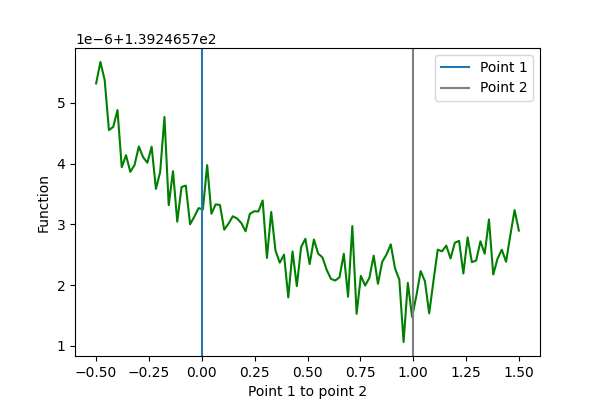 1e−6+1.3924657e2
Point 1
Point 2
5
4
3
2
1
Function
−0.50 −0.25 0.00 0.25 0.50 0.75 1.00 1.25 1.50
Point 1 to point 2